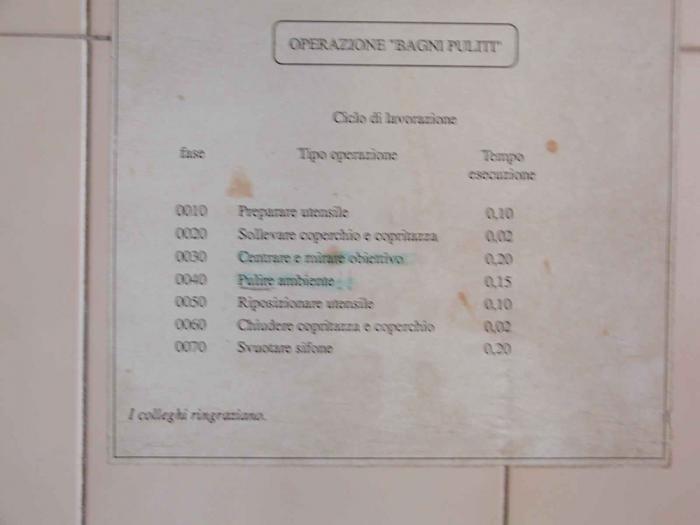 OPERAZIONE "BAGNI PULITI"
Ciclo di lavorazione
fase Tipo operazione Tempo
esecuzione
0010 Preparare utensile 0,10
0020 Sollevare coperchio e copritazza 0,02
0030 Centrare e mirare obiettivo 0,20
0040 Pulire ambiente 0,15
0050 Riposizionare utensile 0,10
0060 Chiudere copritazza e coperchio 0,02
0070 Svuotare sifone 0,20
I colleghi ringraziano.